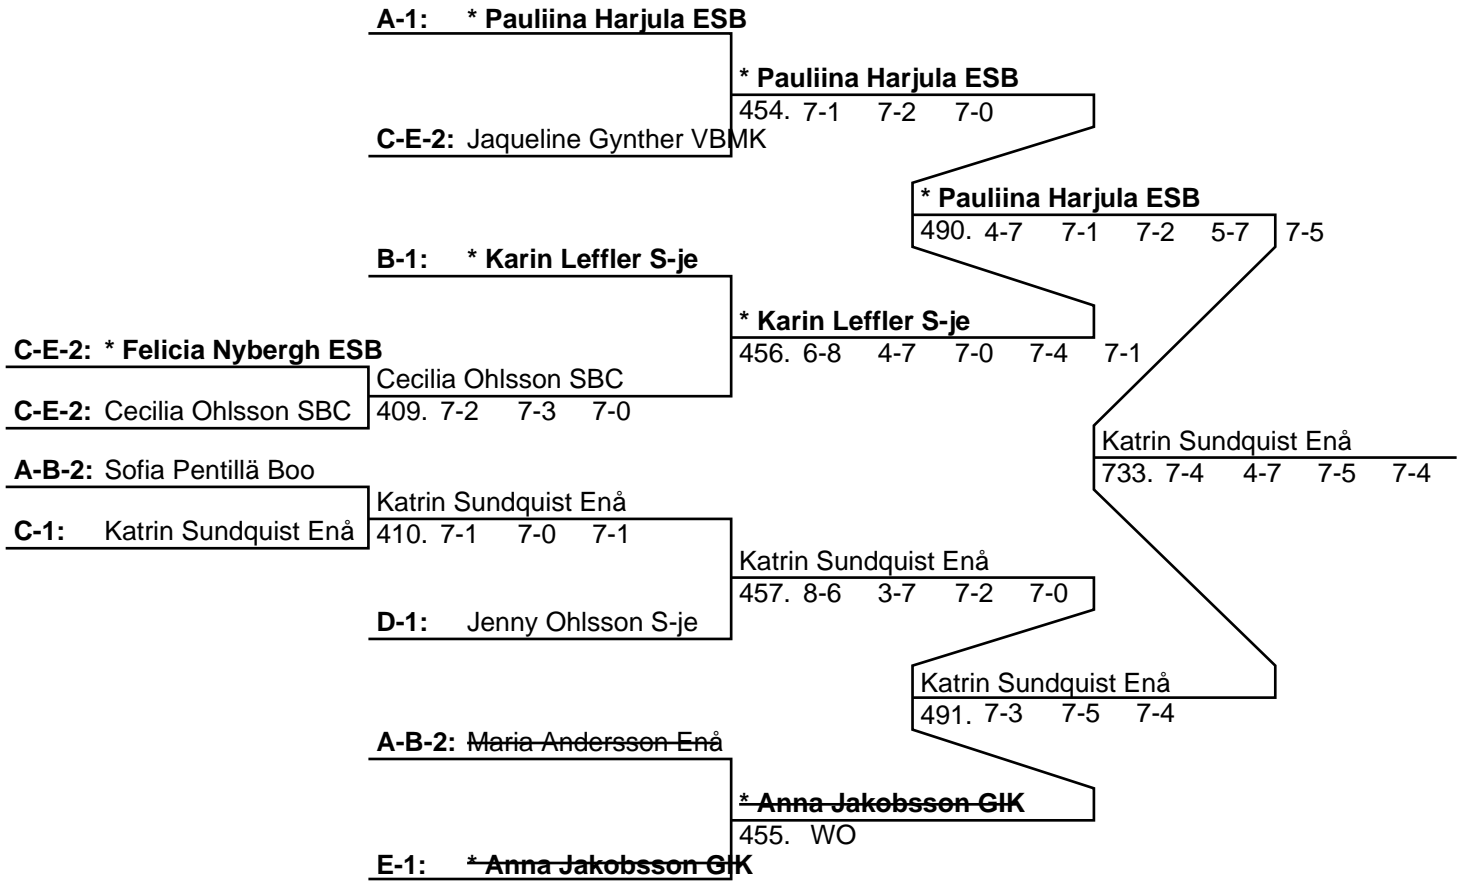 A-1: * Pauliina Harjula ESB
* Pauliina Harjula ESB
454. 7-1 7-2 7-0
C-E-2: Jaqueline Gynther VBMK
* Pauliina Harjula ESB
490. 4-7 7-1 7-2 5-7 7-5
B-1: * Karin Leffler S-je
* Karin Leffler S-je
456. 6-8 4-7 7-0 7-4 7-1
C-E-2: * Felicia Nybergh ESB
Cecilia Ohlsson SBC
409. 7-2 7-3 7-0
C-E-2: Cecilia Ohlsson SBC
Katrin Sundquist Enå
733. 7-4 4-7 7-5 7-4
A-B-2: Sofia Pentillä Boo
Katrin Sundquist Enå
410. 7-1 7-0 7-1
C-1: Katrin Sundquist Enå
Katrin Sundquist Enå
457. 8-6 3-7 7-2 7-0
D-1: Jenny Ohlsson S-je
Katrin Sundquist Enå
491. 7-3 7-5 7-4
A-B-2: Maria Andersson Enå
* Anna Jakobsson GIK
455. WO
E-1: * Anna Jakobsson GIK